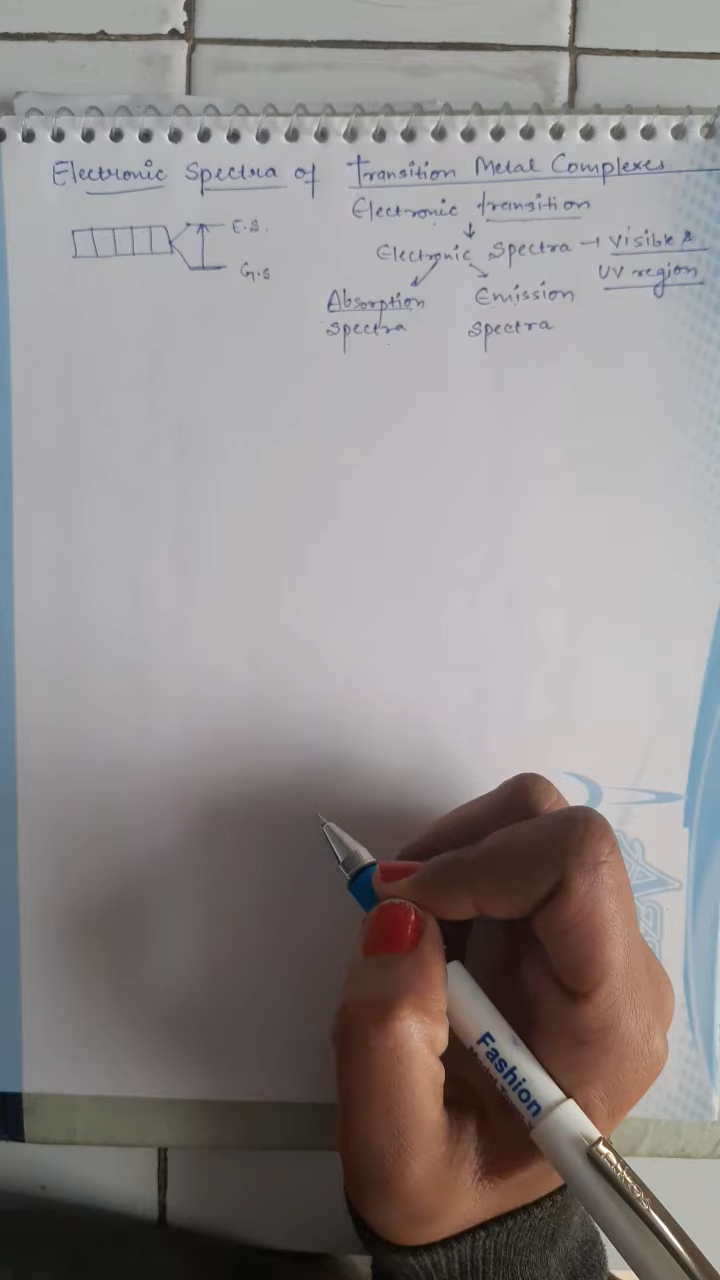 Electronic Spectra of Transition Metal Complexes
Electronic transition
E.S.
G.S
Electronic Spectra → Visible &
UV region
Absorption
Spectra
Emission
Spectra
Fashion